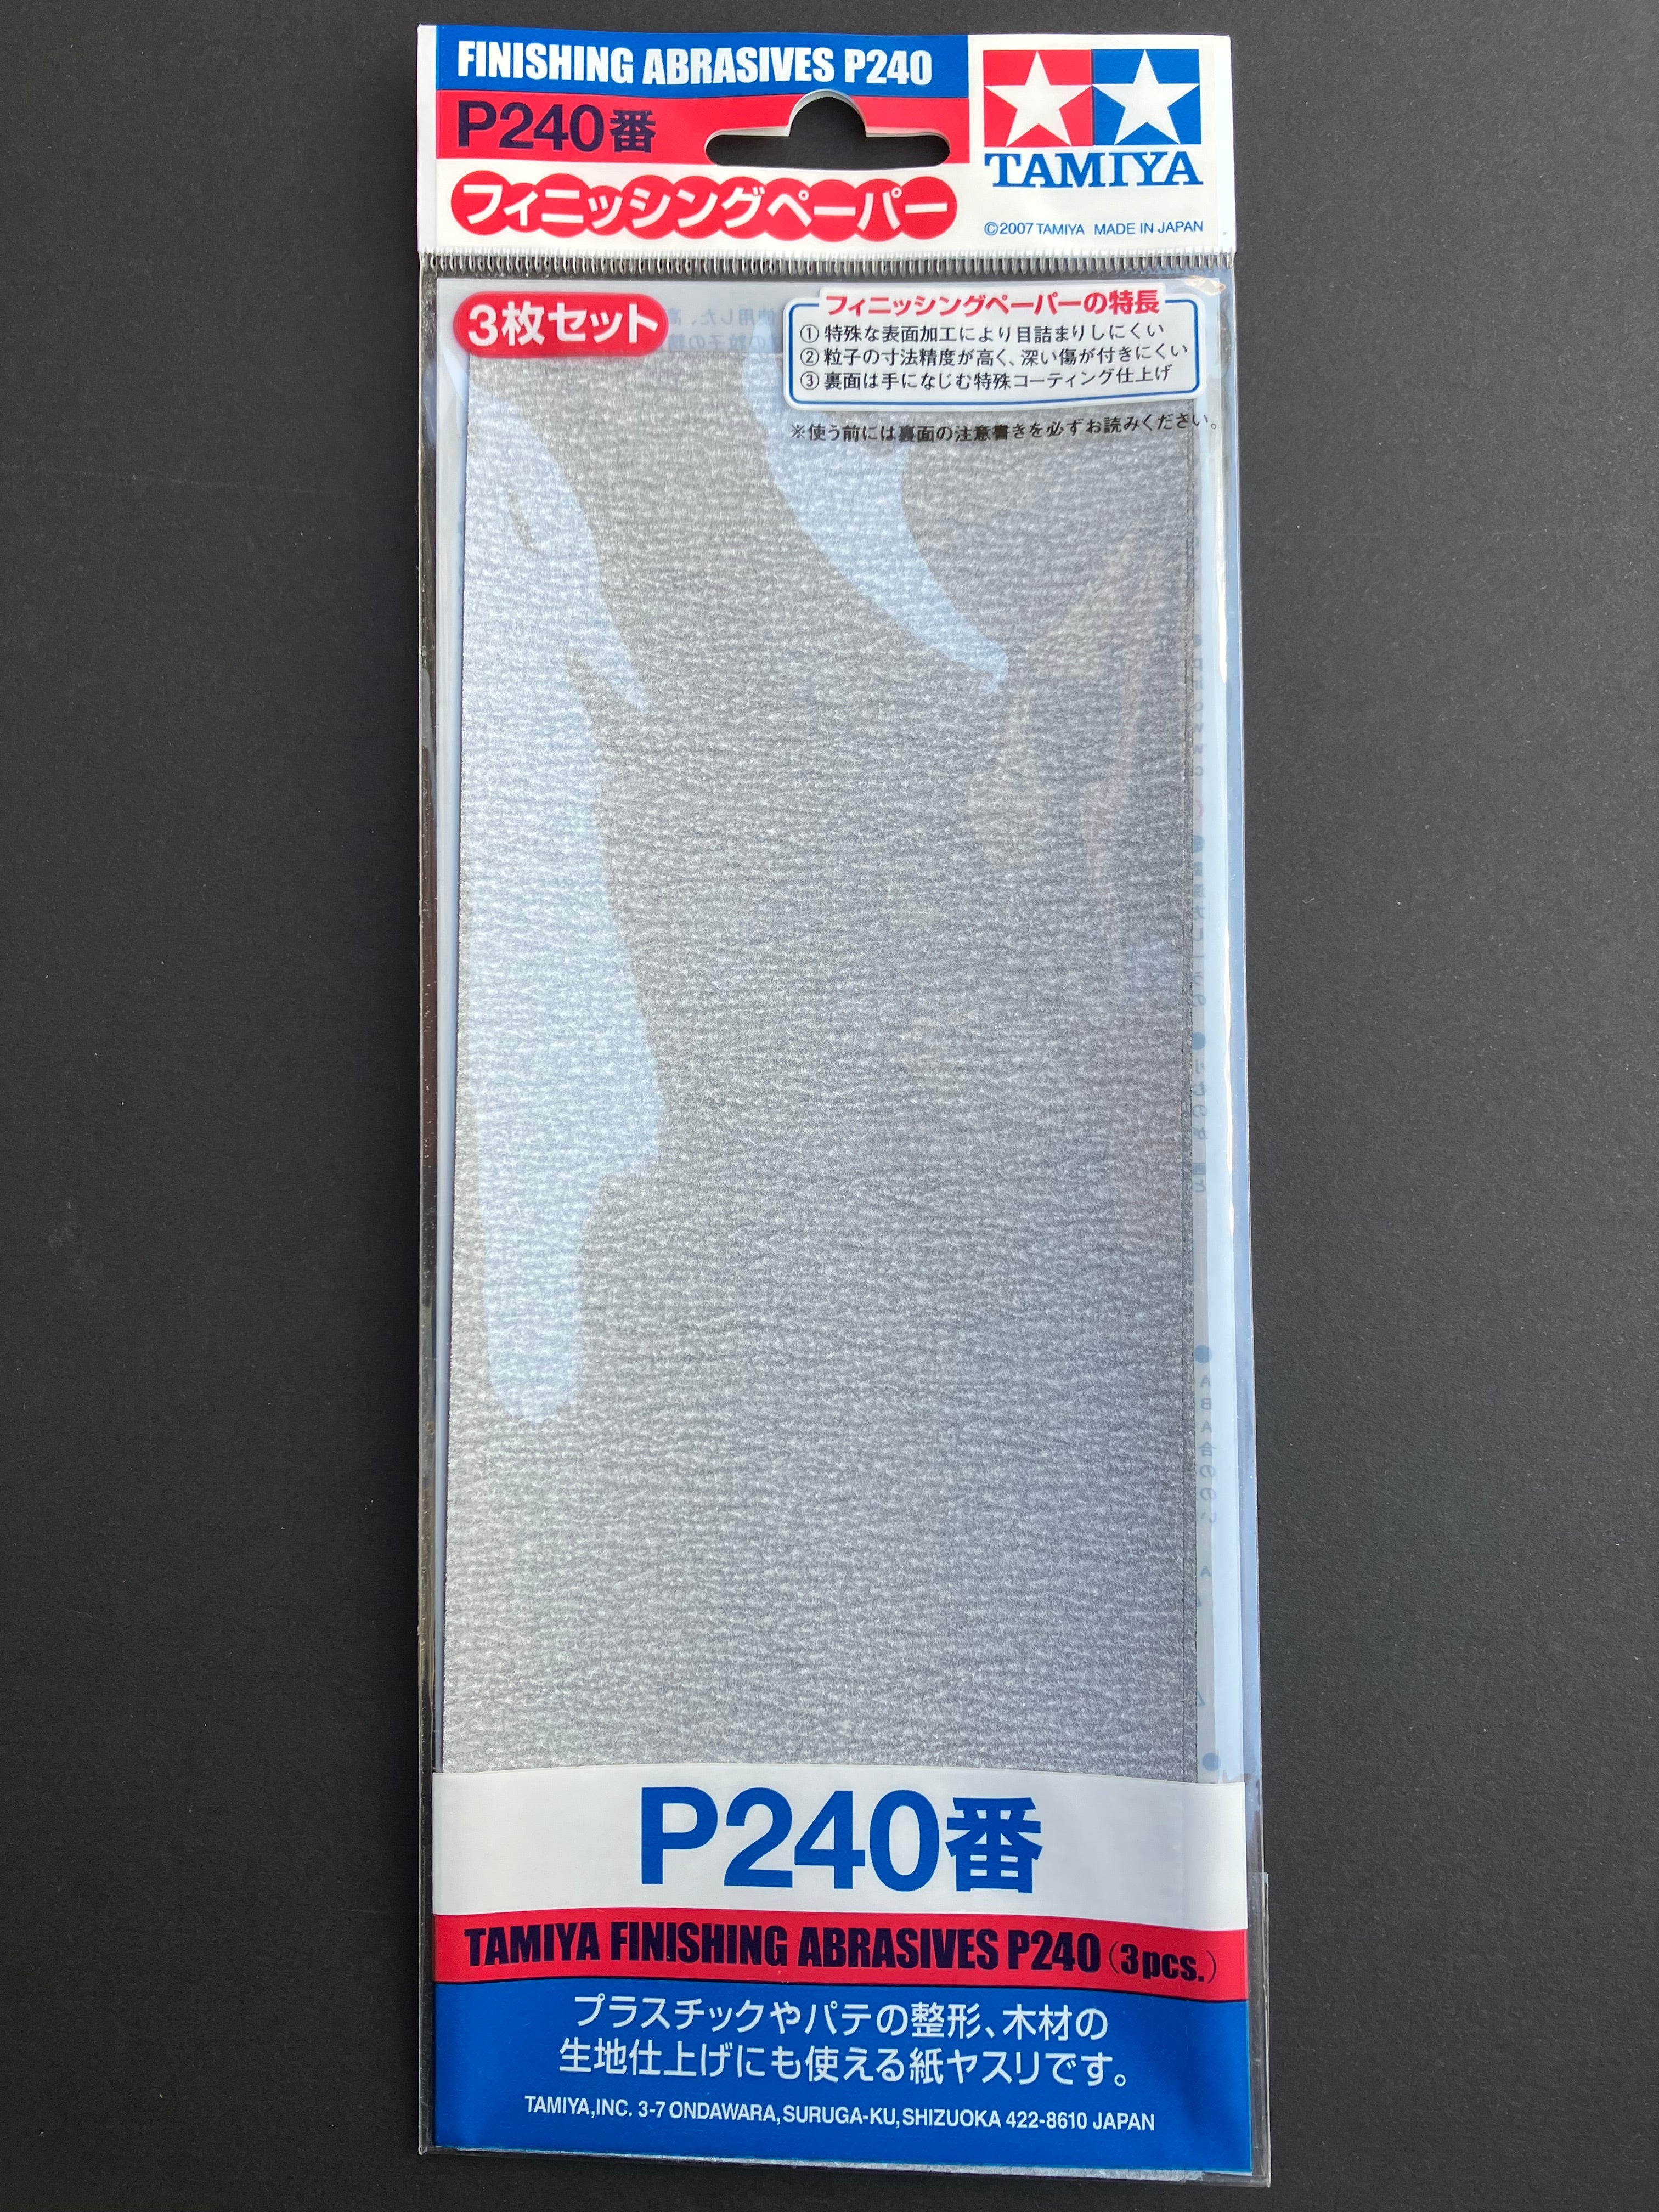 FINISHING ABRASIVES P240
P240番
フィニッシングペーパー
TAMIYA
©2007 TAMIYA MADE IN JAPAN
3枚セット
フィニッシングペーパーの特長
① 特殊な表面加工により目詰まりしにくい
② 粒子の寸法精度が高く、深い傷が付きにくい
③ 裏面は手になじむ特殊コーティング仕上げ
※使う前には裏面の注意書きを必ずお読みください。
P240番
TAMIYA FINISHING ABRASIVES P240 (3pcs.)
プラスチックやパテの整形、木材の
生地仕上げにも使える紙ヤスリです。
TAMIYA,INC. 3-7 ONDAWARA, SURUGA-KU, SHIZUOKA 422-8610 JAPAN